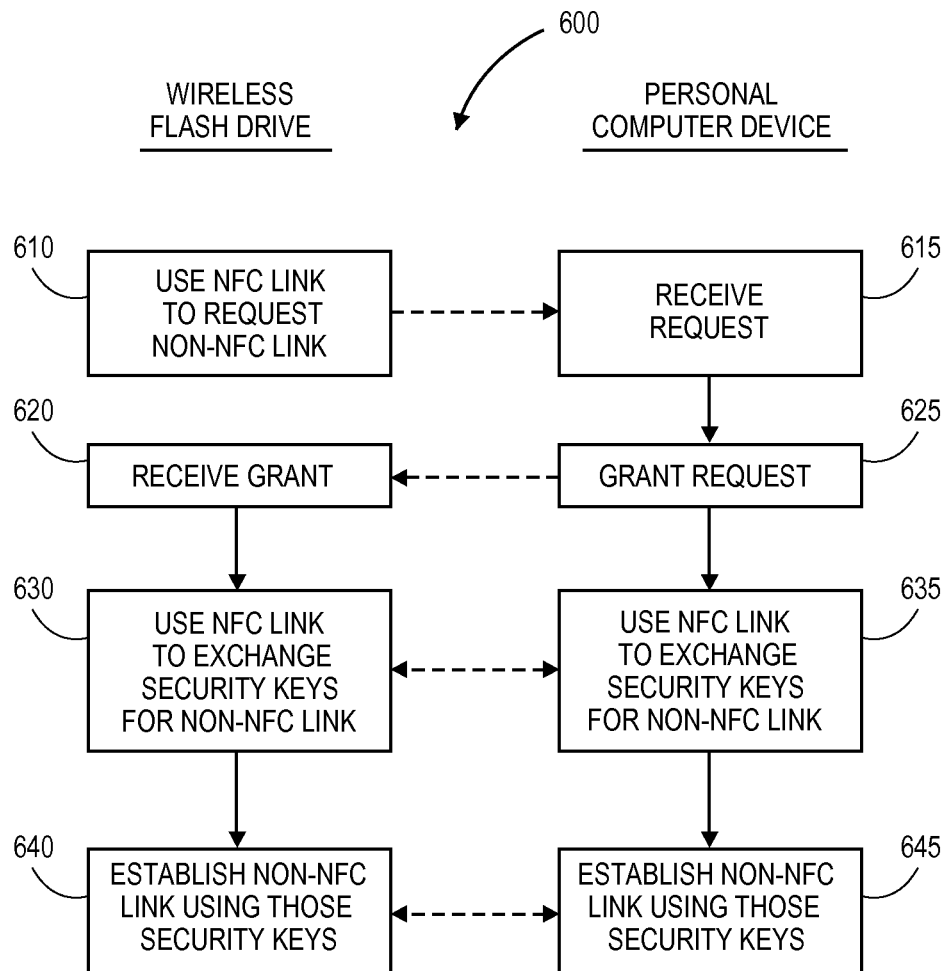 600
WIRELESS
FLASH DRIVE
PERSONAL
COMPUTER DEVICE
610
USE NFC LINK
TO REQUEST
NON-NFC LINK
615
RECEIVE
REQUEST
620
RECEIVE GRANT
625
GRANT REQUEST
630
USE NFC LINK
TO EXCHANGE
SECURITY KEYS
FOR NON-NFC LINK
635
USE NFC LINK
TO EXCHANGE
SECURITY KEYS
FOR NON-NFC LINK
640
ESTABLISH NON-NFC
LINK USING THOSE
SECURITY KEYS
645
ESTABLISH NON-NFC
LINK USING THOSE
SECURITY KEYS